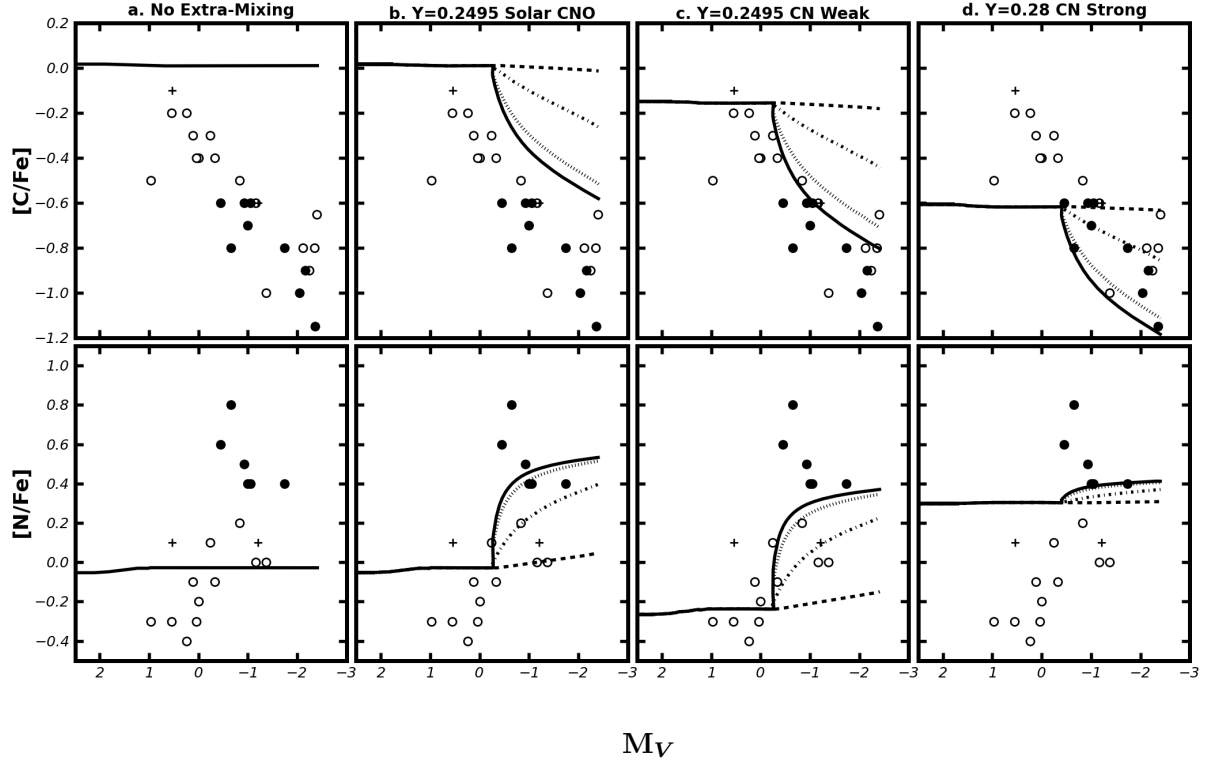 a. No Extra-Mixing
b. Y=0.2495 Solar CNO
c. Y=0.2495 CN Weak
d. Y=0.28 CN Strong
[C/Fe]
0.2
0.0
−0.2
−0.4
−0.6
−0.8
−1.0
−1.2
[N/Fe]
1.0
0.8
0.6
0.4
0.2
0.0
−0.2
−0.4
2 1 0 −1 −2 −3
2 1 0 −1 −2 −3
2 1 0 −1 −2 −3
2 1 0 −1 −2 −3
M_V